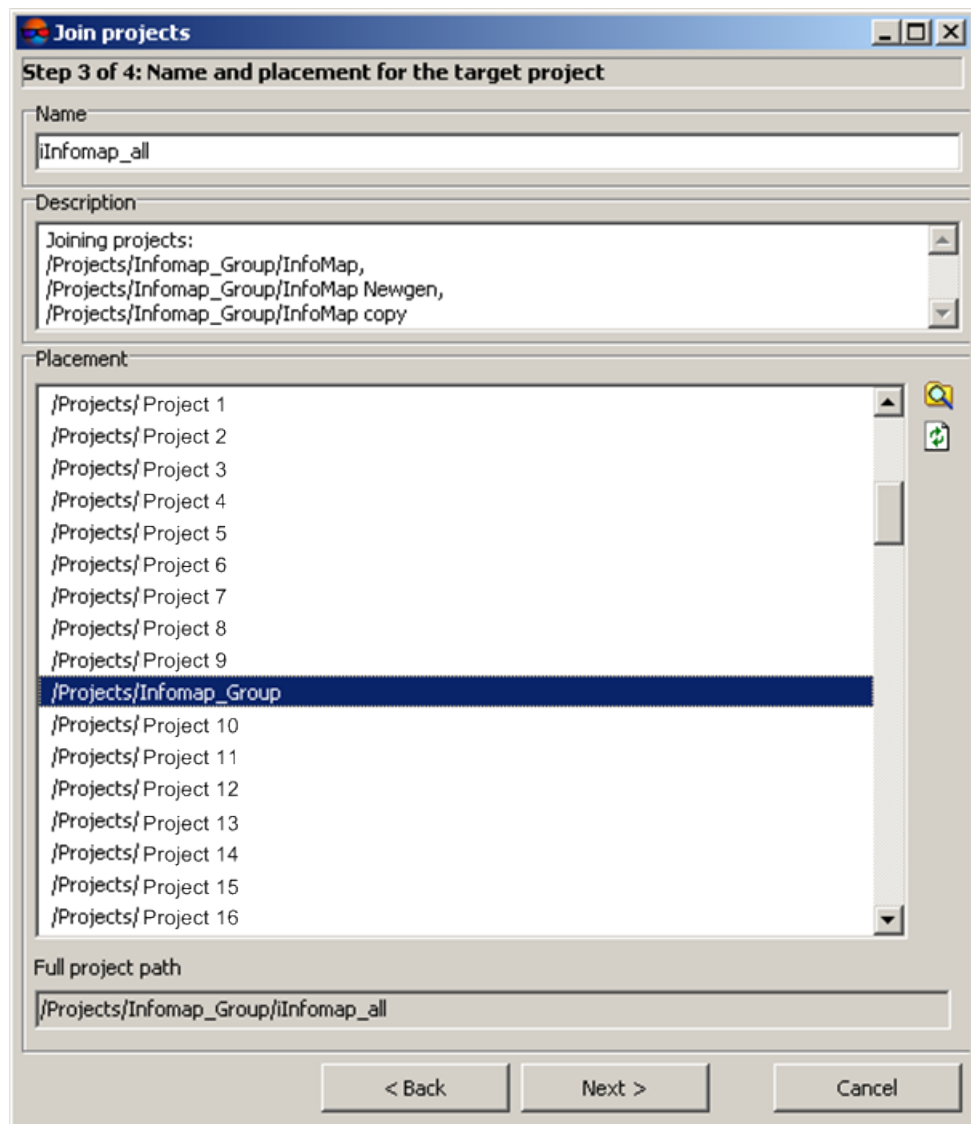 Join projects
Step 3 of 4: Name and placement for the target project
Name
iInfomap_all
Description
Joining projects:
/Projects/Infomap_Group/InfoMap,
/Projects/Infomap_Group/InfoMap Newgen,
/Projects/Infomap_Group/InfoMap copy
Placement
/Projects/ Project 1
/Projects/ Project 2
/Projects/ Project 3
/Projects/ Project 4
/Projects/ Project 5
/Projects/ Project 6
/Projects/ Project 7
/Projects/ Project 8
/Projects/ Project 9
/Projects/Infomap_Group
/Projects/ Project 10
/Projects/ Project 11
/Projects/ Project 12
/Projects/ Project 13
/Projects/ Project 14
/Projects/ Project 15
/Projects/ Project 16
Full project path
/Projects/Infomap_Group/iInfomap_all
< Back Next > Cancel